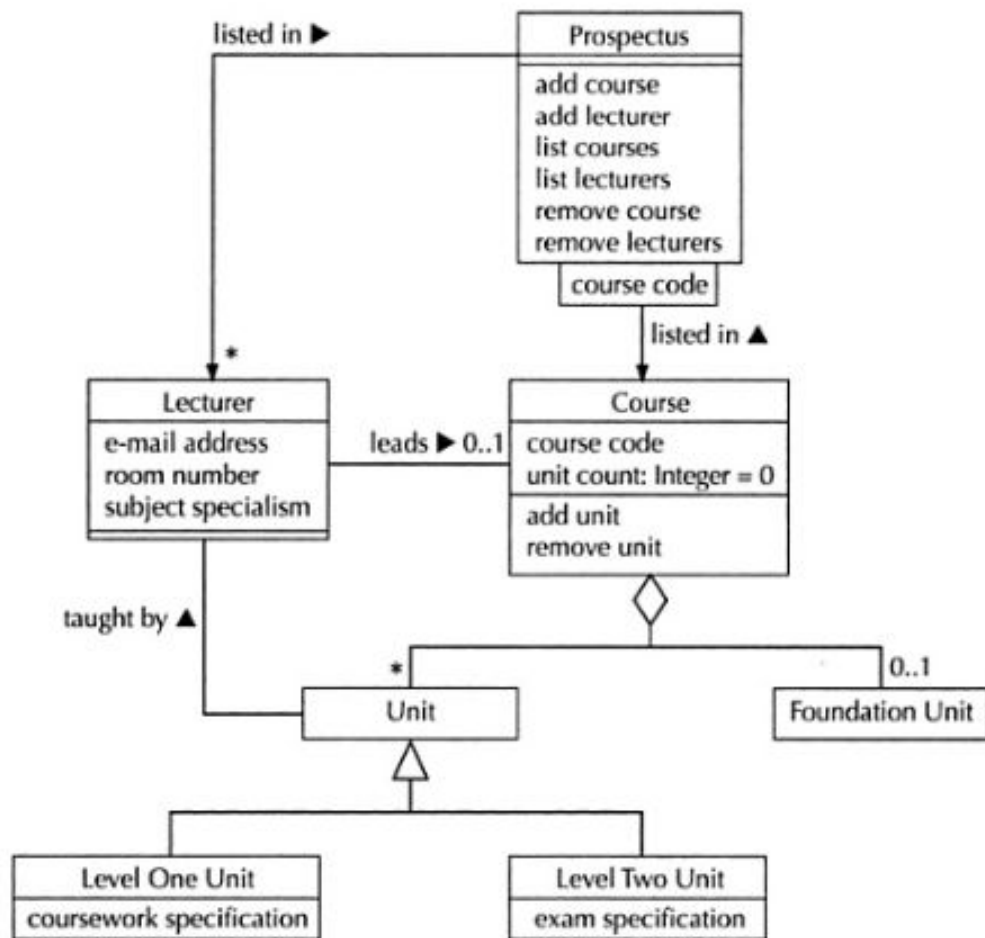 listed in ▶
Prospectus
add course
add lecturer
list courses
list lecturers
remove course
remove lecturers
course code
listed in ▲
*
Lecturer
e-mail address
room number
subject specialism
leads ▶ 0..1
Course
course code
unit count: Integer = 0
add unit
remove unit
taught by ▲
*
0..1
Unit
Foundation Unit
Level One Unit
coursework specification
Level Two Unit
exam specification